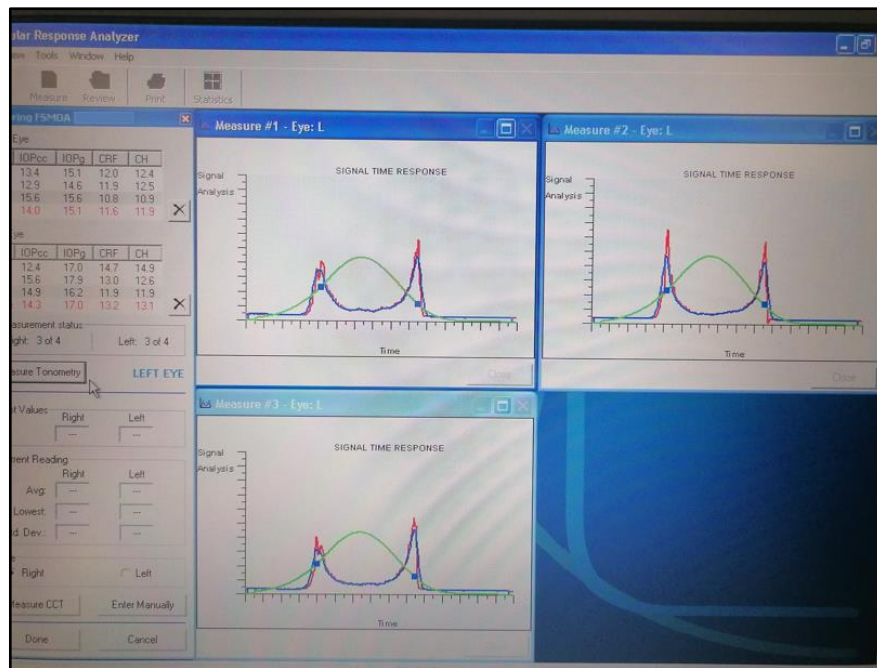 ular Response Analyzer
ew Tools Window Help
Measure Review Print Statistics
ring FSMOA
Eye
IOPcc IOPg CRF CH
13.4 15.1 12.0 12.4
12.9 14.6 11.9 12.5
15.6 15.6 10.8 10.9
14.0 15.1 11.6 11.9
ye
IOPcc IOPg CRF CH
12.4 17.0 14.7 14.9
15.6 17.9 13.0 12.6
14.9 16.2 11.9 11.9
14.3 17.0 13.2 13.1
easurement status
ght: 3 of 4 Left: 3 of 4
asure Tonometry LEFT EYE
t Values
Right Left
--- ---
ment Reading
Right Left
Avg: --- ---
Lowest: --- ---
d. Dev.: --- ---
Right Left
Measure CCT Enter Manually
Done Cancel
Measure #1 - Eye: L
SIGNAL TIME RESPONSE
Signal
Analysis
Time
Close
Measure #2 - Eye: L
SIGNAL TIME RESPONSE
Signal
Analysis
Time
Close
Measure #3 - Eye: L
SIGNAL TIME RESPONSE
Signal
Analysis
Time